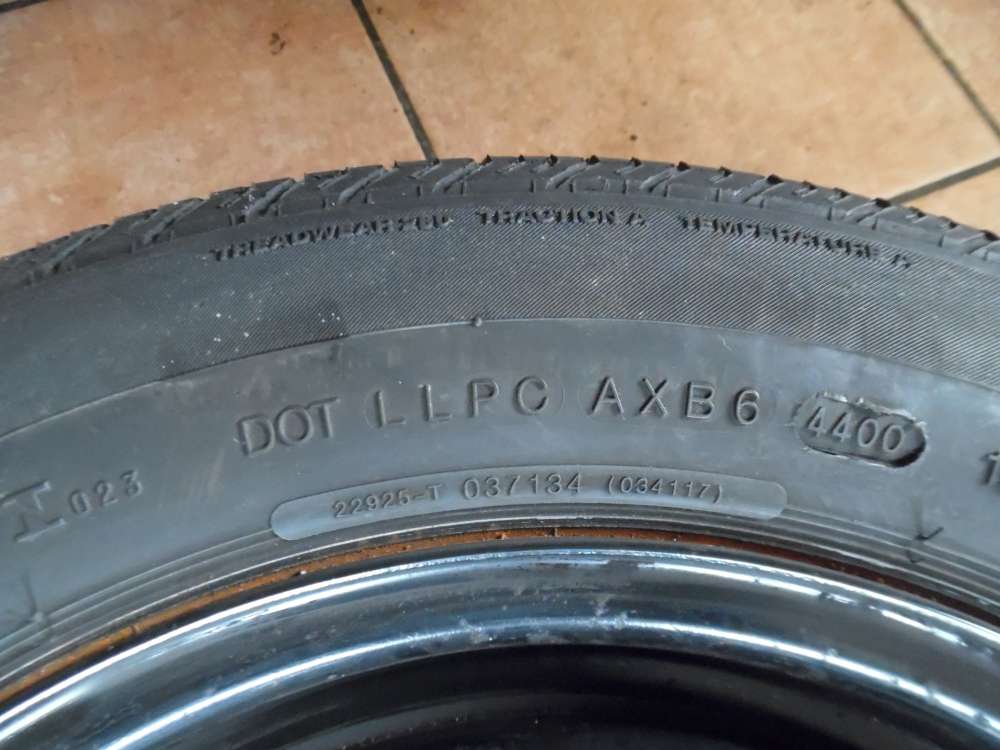 TREADWEAR 280 TRACTION A TEMPERATURE A
DOT LLPC AXB6 4400
023
22925-T 037134 (034117)